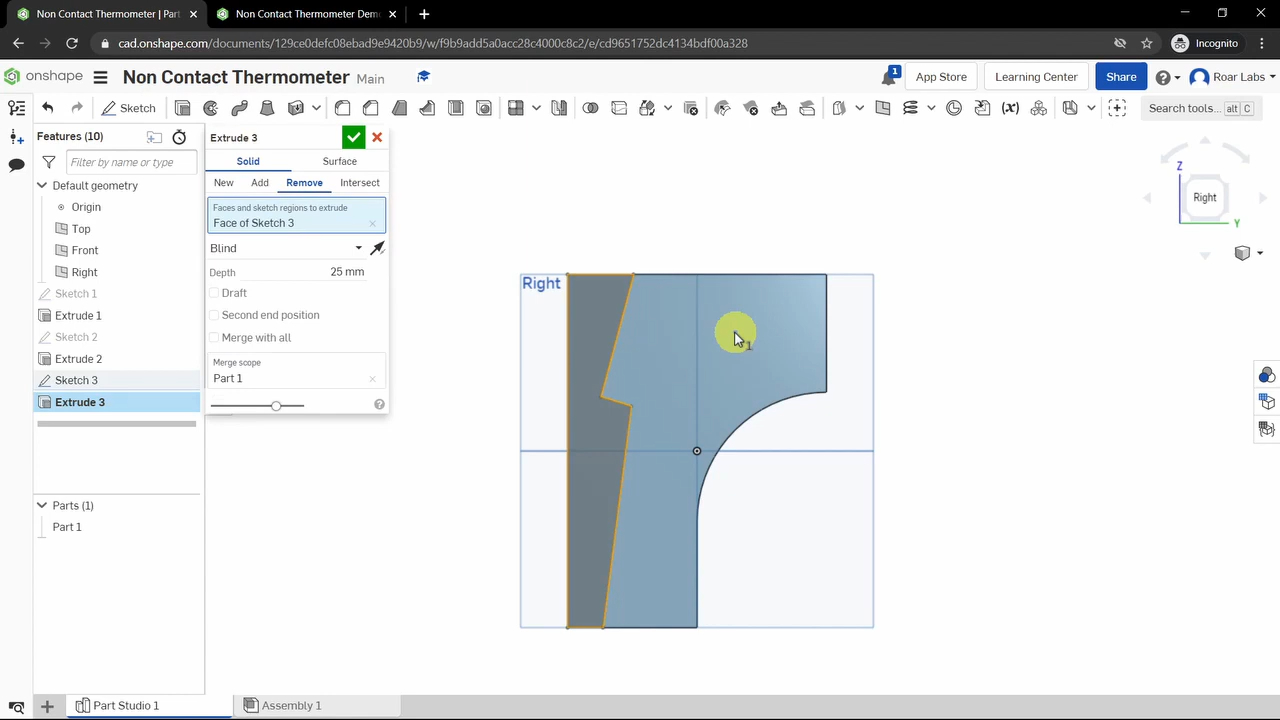 Non Contact Thermometer | Part
Non Contact Thermometer Dem
cad.onshape.com/documents/129ce0defc08ebad9e9420b9/w/f9b9add5a0acc28c4000c8c2/e/cd9651752dc4134bdf00a328
Incognito
onshape
Non Contact Thermometer Main
1
App Store
Learning Center
Share
Roar Labs
Sketch
Search tools... alt C
Features (10)
Filter by name or type
Default geometry
Origin
Top
Front
Right
Sketch 1
Extrude 1
Sketch 2
Extrude 2
Sketch 3
Extrude 3
Parts (1)
Part 1
Extrude 3
Solid
Surface
New
Add
Remove
Intersect
Faces and sketch regions to extrude
Face of Sketch 3
Blind
Depth
25 mm
Draft
Second end position
Merge with all
Merge scope
Part 1
Right
1
Z
Right
Y
Part Studio 1
Assembly 1